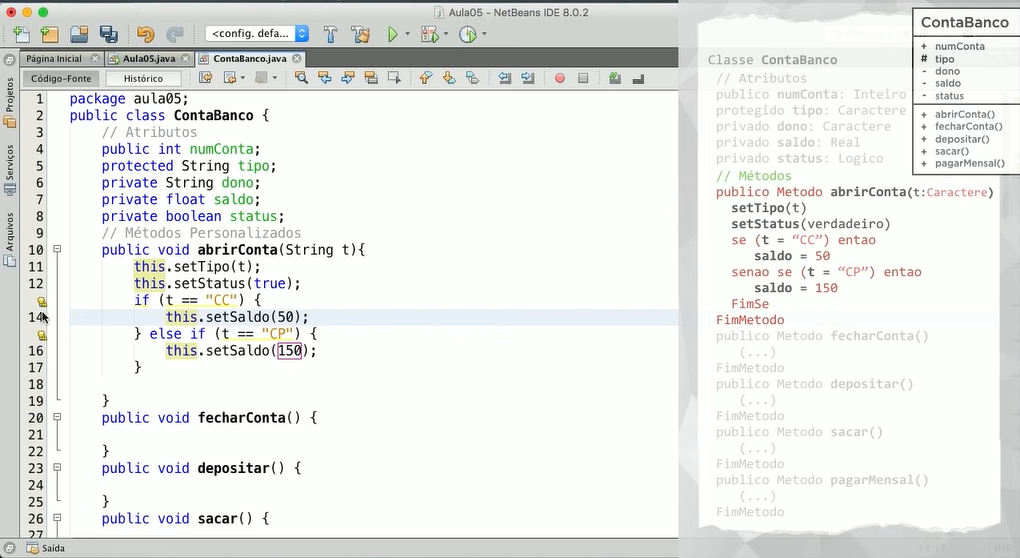 Aula05 - NetBeans IDE 8.0.2
<config. defa...
Página Inicial
Aula05.java
ContaBanco.java
Código-Fonte
Histórico
Projetos
Serviços
Arquivos
1 package aula05;
2 public class ContaBanco {
3 // Atributos
4 public int numConta;
5 protected String tipo;
6 private String dono;
7 private float saldo;
8 private boolean status;
9 // Métodos Personalizados
10 public void abrirConta(String t){
11 this.setTipo(t);
12 this.setStatus(true);
if (t == "CC") {
14 this.setSaldo(50);
} else if (t == "CP") {
16 this.setSaldo(150);
17 }
18
19 }
20 public void fecharConta() {
21
22 }
23 public void depositar() {
24
25 }
26 public void sacar() {
27
Saída
Classe ContaBanco
// Atributos
publico numConta: Inteiro
protegido tipo: Caractere
privado dono: Caractere
privado saldo: Real
privado status: Logico
// Métodos
publico Metodo abrirConta(t:Caractere)
setTipo(t)
setStatus(verdadeiro)
se (t = “CC”) entao
saldo = 50
senao se (t = “CP”) entao
saldo = 150
FimSe
FimMetodo
publico Metodo fecharConta()
(...)
FimMetodo
publico Metodo depositar()
(...)
FimMetodo
publico Metodo sacar()
(...)
FimMetodo
publico Metodo pagarMensal()
(...)
FimMetodo
ContaBanco
+ numConta
# tipo
- dono
- saldo
- status
+ abrirConta()
+ fecharConta()
+ depositar()
+ sacar()
+ pagarMensal()